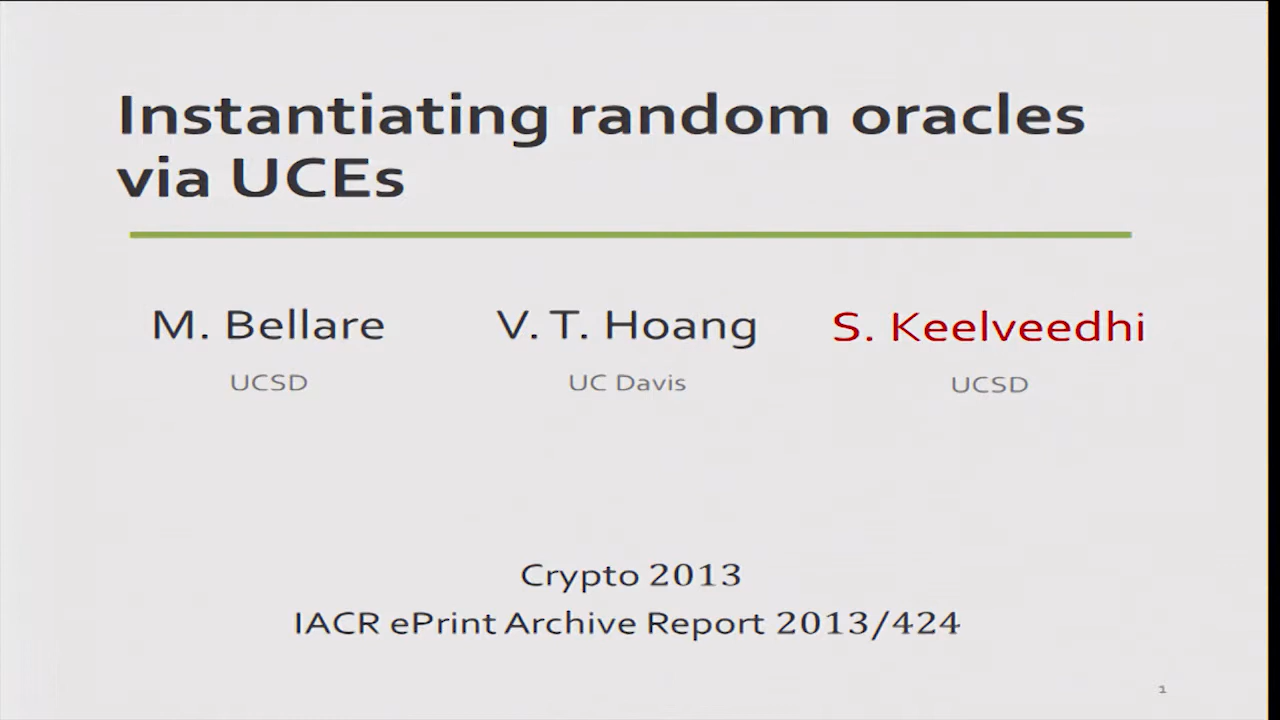 Instantiating random oracles
via UCEs
M. Bellare V. T. Hoang S. Keelveedhi
UCSD UC Davis UCSD
Crypto 2013
IACR ePrint Archive Report 2013/424
1